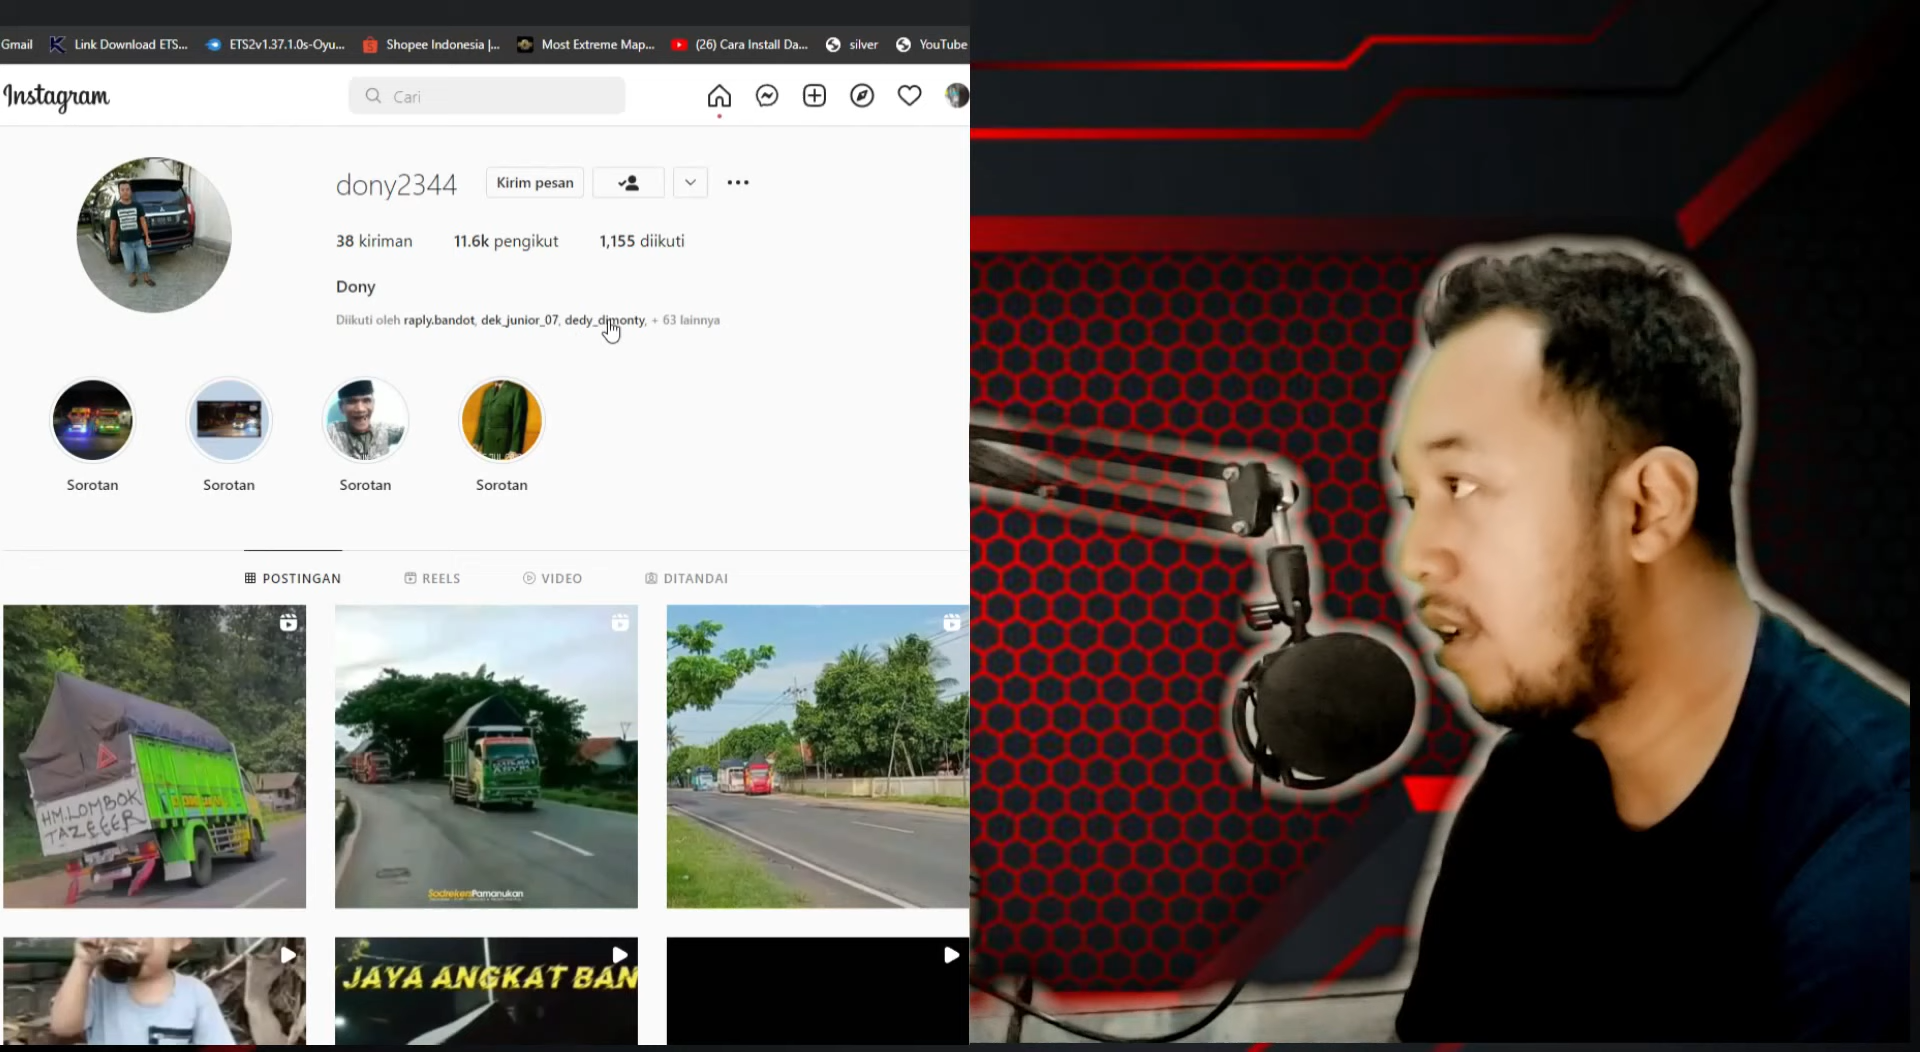 Gmail
Link Download ETS...
ETS2v1.37.1.0s-Oyu...
Shopee Indonesia |...
Most Extreme Map...
(26) Cara Install Da...
silver
YouTube
Instagram
Cari
dony2344
Kirim pesan
38 kiriman
11.6k pengikut
1,155 diikuti
Dony
Diikuti oleh raply.bandot, dek_junior_07, dedy_dimonty, + 63 lainnya
Sorotan
Sorotan
Sorotan
Sorotan
POSTINGAN
REELS
VIDEO
DITANDAI
HM.LOMBOK
TAZEEER
SadrekersPamanukan
JAYA ANGKAT BAN